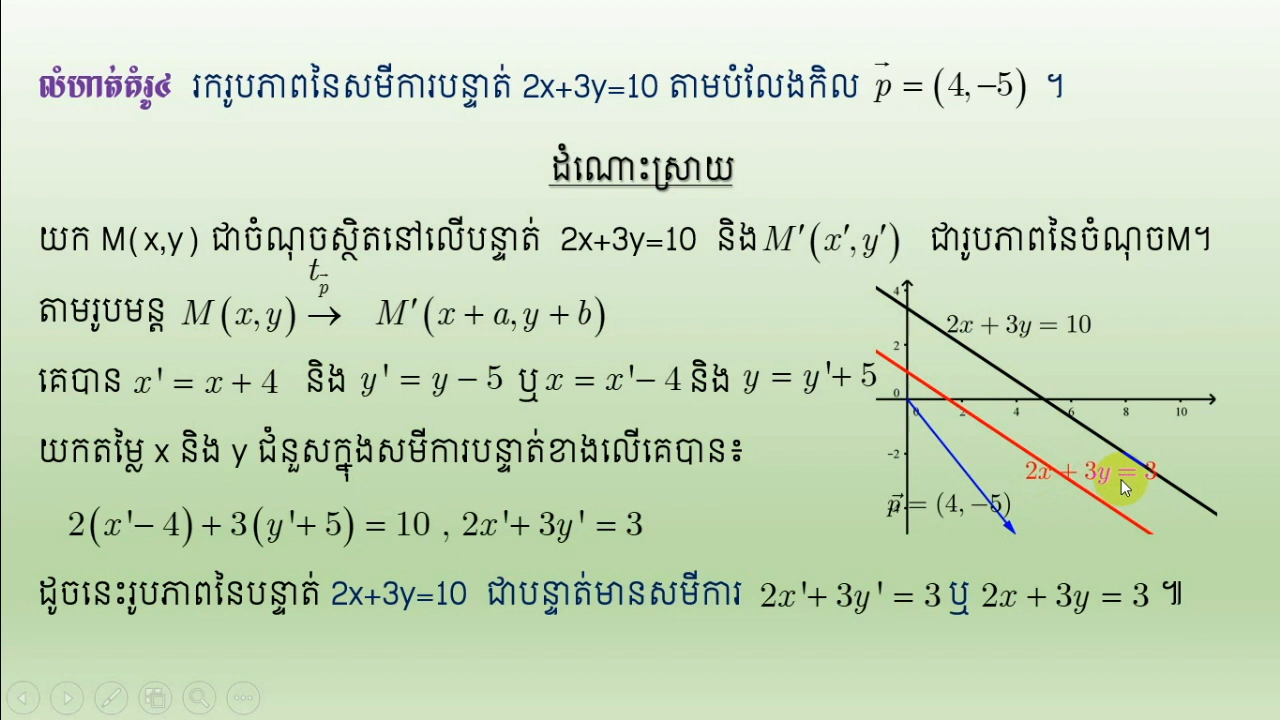 លំហាត់គំរូ៤ រករូបភាពនៃសមីការបន្ទាត់ 2x+3y=10 តាមបំលែងកិល p⃗ = (4,−5) ។
ដំណោះស្រាយ
យក M(x,y) ជាចំណុចស្ថិតនៅលើបន្ទាត់ 2x+3y=10 និង M′(x′,y′) ជារូបភាពនៃចំណុចM។
តាមរូបមន្ត M(x,y) t p⃗ → M′(x+a,y+b)
គេបាន x'=x+4 និង y'=y−5 ឬ x=x'−4 និង y=y'+5
យកតម្លៃ x និង y ជំនួសក្នុងសមីការបន្ទាត់ខាងលើគេបាន៖
2(x'−4)+3(y'+5)=10 , 2x'+3y'=3
ដូចនេះរូបភាពនៃបន្ទាត់ 2x+3y=10 ជាបន្ទាត់មានសមីការ 2x'+3y'=3 ឬ 2x+3y=3 ៕
4
2x+3y=10
2
0
0 2 4 6 8 10
-2
2x+3y=3
p⃗ = (4,−5)